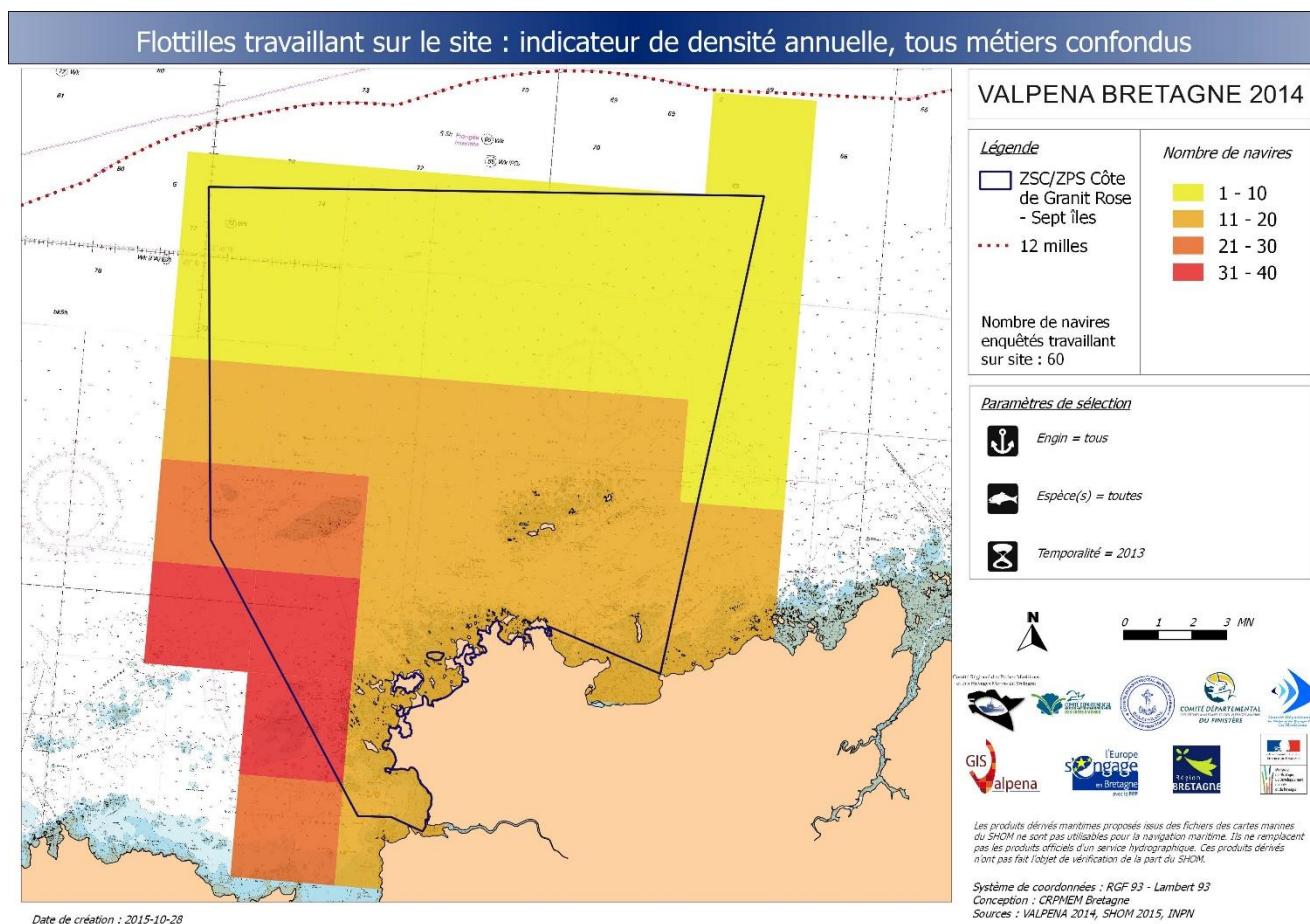 Flottilles travaillant sur le site : indicateur de densité annuelle, tous métiers confondus
VALPENA BRETAGNE 2014
Légende
ZSC/ZPS Côte
de Granit Rose
- Sept îles
12 milles
Nombre de navires
enquêtés travaillant
sur site : 60
Nombre de navires
1 - 10
11 - 20
21 - 30
31 - 40
Paramètres de sélection
Engin = tous
Espèce(s) = toutes
Temporalité = 2013
N
0 1 2 3 MN
COMITÉ DÉPARTEMENTAL
DU FINISTÈRE
GIS
Valpena
l'Europe
s'engage
en Bretagne
Région
BRETAGNE
Les produits dérivés maritimes proposés issus des fichiers des cartes marines
du SHOM ne sont pas utilisables pour la navigation maritime. Ils ne remplacent
pas les produits officiels d'un service hydrographique. Ces produits dérivés
n'ont pas fait l'objet de vérification de la part du SHOM.
Système de coordonnées : RGF 93 - Lambert 93
Conception : CRPMEM Bretagne
Sources : VALPENA 2014, SHOM 2015, INPN
Date de création : 2015-10-28